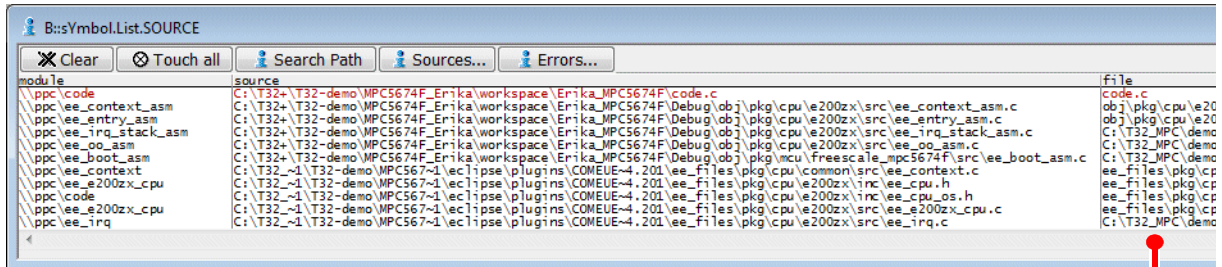 B::sYmbol.List.SOURCE
Clear Touch all Search Path Sources... Errors...
module source file
\\ppc\code C:\T32+\T32-demo\MPC5674F_Erika\workspace\Erika_MPC5674F\code.c code.c
\\ppc\ee_context_asm C:\T32+\T32-demo\MPC5674F_Erika\workspace\Erika_MPC5674F\Debug\obj\pkg\cpu\e200zx\src\ee_context_asm.c obj\pkg\cpu\e20
\\ppc\ee_entry_asm C:\T32+\T32-demo\MPC5674F_Erika\workspace\Erika_MPC5674F\Debug\obj\pkg\cpu\e200zx\src\ee_entry_asm.c obj\pkg\cpu\e20
\\ppc\ee_irq_stack_asm C:\T32+\T32-demo\MPC5674F_Erika\workspace\Erika_MPC5674F\Debug\obj\pkg\cpu\e200zx\src\ee_irq_stack_asm.c C:\T32_MPC\demo
\\ppc\ee_oo_asm C:\T32+\T32-demo\MPC5674F_Erika\workspace\Erika_MPC5674F\Debug\obj\pkg\cpu\e200zx\src\ee_oo_asm.c C:\T32_MPC\demo
\\ppc\ee_boot_asm C:\T32+\T32-demo\MPC5674F_Erika\workspace\Erika_MPC5674F\Debug\obj\pkg\mcu\freescale_mpc5674f\src\ee_boot_asm.c C:\T32_MPC\demo
\\ppc\ee_context C:\T32_~1\T32-demo\MPC567~1\eclipse\plugins\COMEUE~4.201\ee_files\pkg\cpu\common\src\ee_context.c ee_files\pkg\cp
\\ppc\ee_e200zx_cpu C:\T32_~1\T32-demo\MPC567~1\eclipse\plugins\COMEUE~4.201\ee_files\pkg\cpu\e200zx\inc\ee_cpu.h ee_files\pkg\cp
\\ppc\code C:\T32_~1\T32-demo\MPC567~1\eclipse\plugins\COMEUE~4.201\ee_files\pkg\cpu\e200zx\inc\ee_cpu_os.h ee_files\pkg\cp
\\ppc\ee_e200zx_cpu C:\T32_~1\T32-demo\MPC567~1\eclipse\plugins\COMEUE~4.201\ee_files\pkg\cpu\e200zx\src\ee_e200zx_cpu.c ee_files\pkg\cp
\\ppc\ee_irq C:\T32_~1\T32-demo\MPC567~1\eclipse\plugins\COMEUE~4.201\ee_files\pkg\cpu\e200zx\src\ee_irq.c C:\T32_MPC\demo